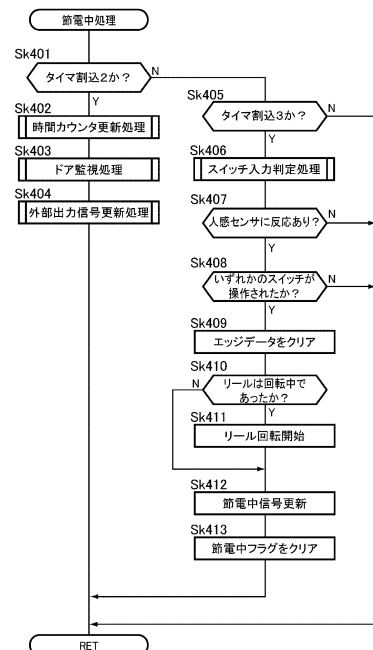 節電中処理
Sk401
タイマ割込2か？
N
Y
Sk402
時間カウンタ更新処理
Sk403
ドア監視処理
Sk404
外部出力信号更新処理
Sk405
タイマ割込3か？
N
Y
Sk406
スイッチ入力判定処理
Sk407
人感センサに反応あり？
N
Y
Sk408
いずれかのスイッチが
操作されたか？
N
Y
Sk409
エッジデータをクリア
Sk410
リールは回転中で
あったか？
N
Y
Sk411
リール回転開始
Sk412
節電中信号更新
Sk413
節電中フラグをクリア
RET